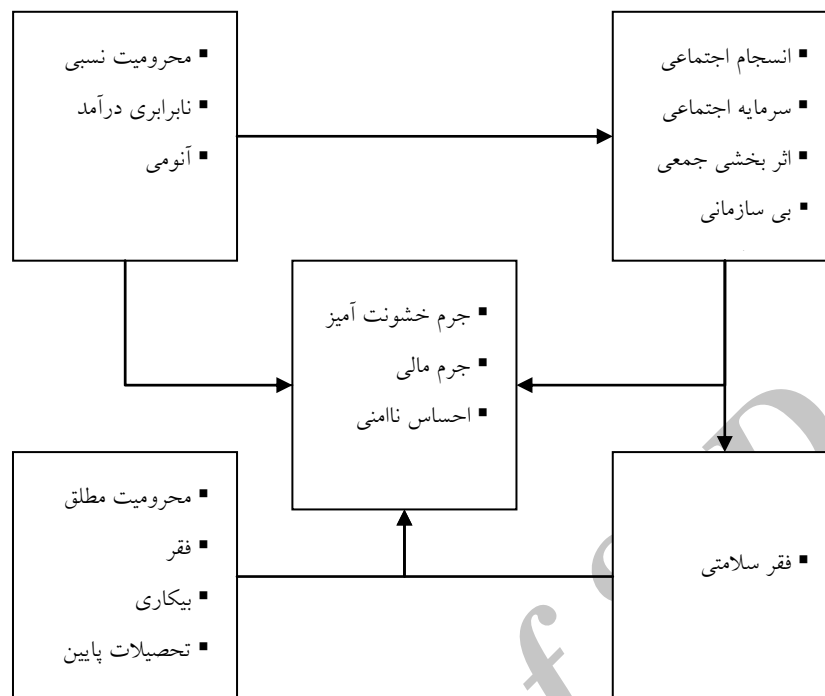 ▪ انسجام اجتماعی
▪ سرمایه اجتماعی
▪ اثر بخشی جمعی
▪ بی سازمانی
▪ محرومیت نسبی
▪ نابرابری درآمد
▪ آنومی
▪ جرم خشونت آمیز
▪ جرم مالی
▪ احساس ناامنی
▪ فقر سلامتی
▪ محرومیت مطلق
▪ فقر
▪ بیکاری
▪ تحصیلات پایین